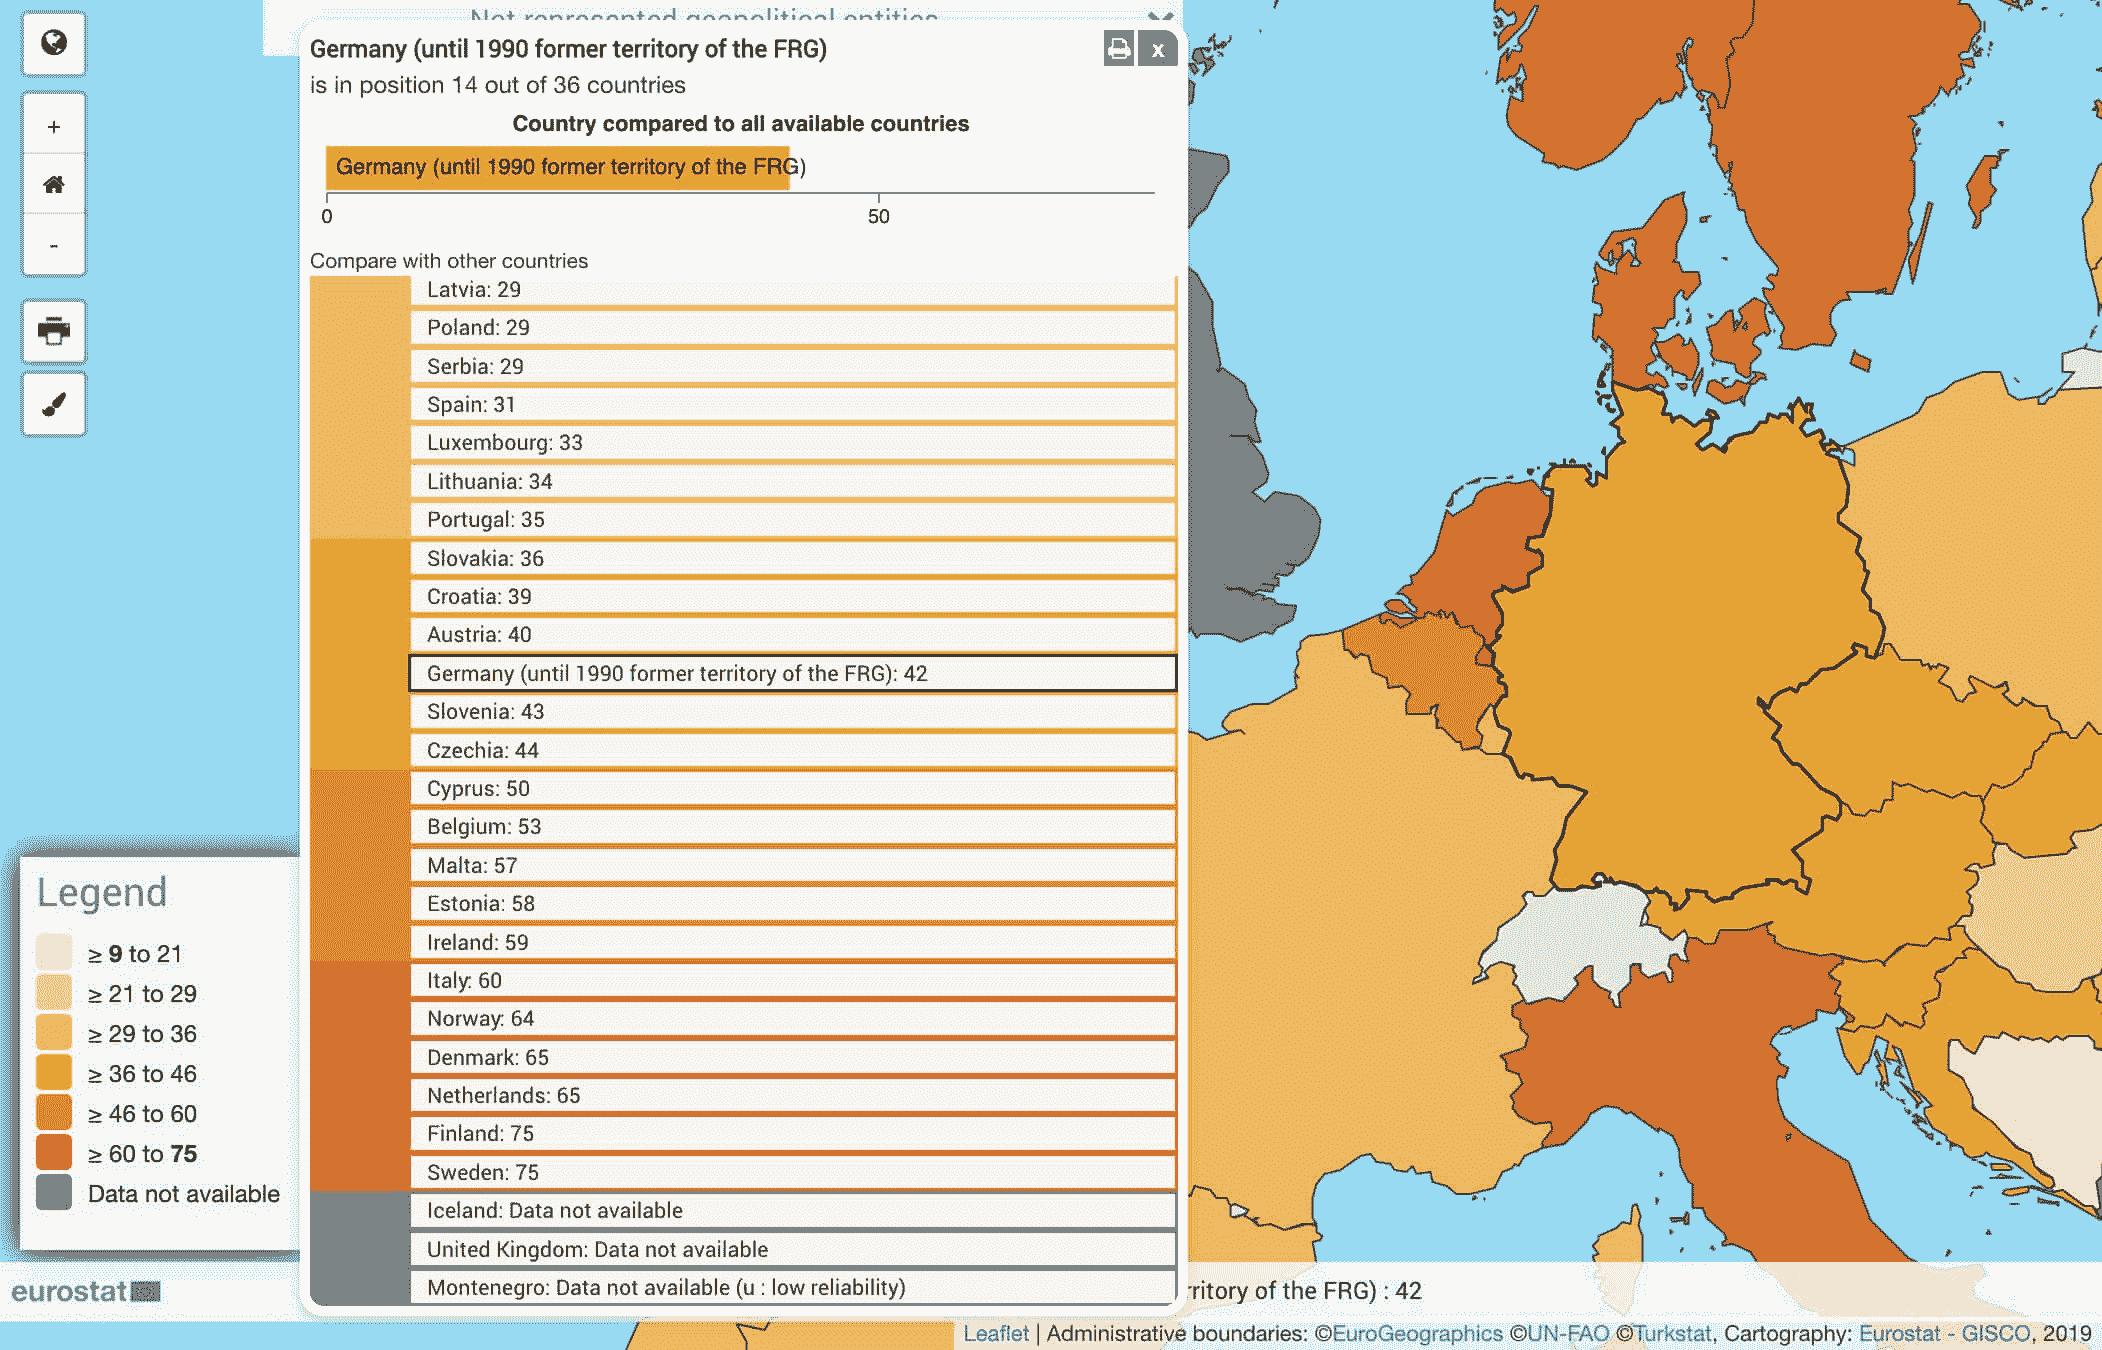 Not represented geopolitical entities
Germany (until 1990 former territory of the FRG)
x
is in position 14 out of 36 countries
Country compared to all available countries
Germany (until 1990 former territory of the FRG)
0
50
Compare with other countries
Latvia: 29
Poland: 29
Serbia: 29
Spain: 31
Luxembourg: 33
Lithuania: 34
Portugal: 35
Slovakia: 36
Croatia: 39
Austria: 40
Germany (until 1990 former territory of the FRG): 42
Slovenia: 43
Czechia: 44
Cyprus: 50
Belgium: 53
Malta: 57
Estonia: 58
Ireland: 59
Italy: 60
Norway: 64
Denmark: 65
Netherlands: 65
Finland: 75
Sweden: 75
Iceland: Data not available
United Kingdom: Data not available
Montenegro: Data not available (u : low reliability)
+
-
Legend
≥ 9 to 21
≥ 21 to 29
≥ 29 to 36
≥ 36 to 46
≥ 46 to 60
≥ 60 to 75
Data not available
eurostat
rritory of the FRG) : 42
Leaflet | Administrative boundaries: ©EuroGeographics ©UN-FAO ©Turkstat, Cartography: Eurostat - GISCO, 2019